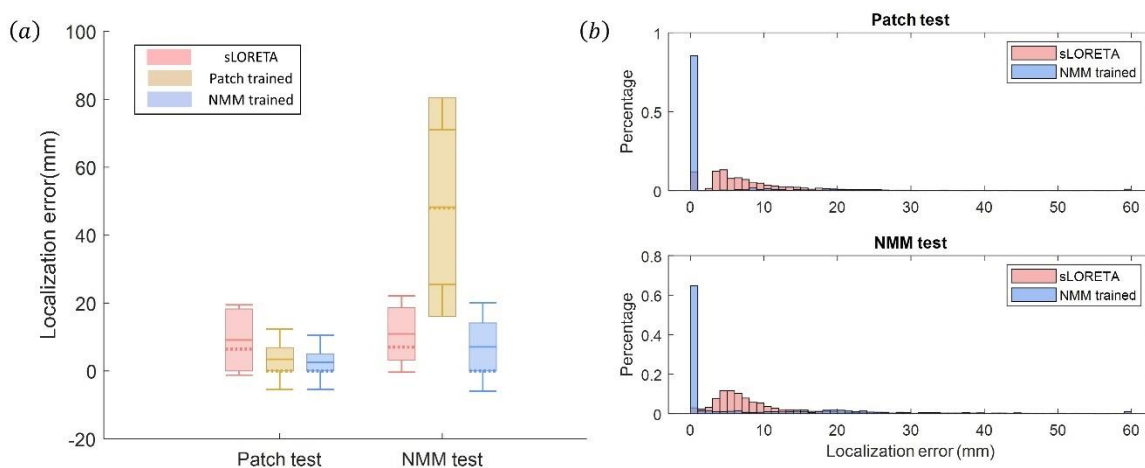 (a)
100
80
60
40
20
0
-20
Localization error(mm)
sLORETA
Patch trained
NMM trained
Patch test
NMM test
(b)
Patch test
1
0.5
0
Percentage
sLORETA
NMM trained
0 10 20 30 40 50 60
NMM test
0.8
0.6
0.4
0.2
0
Percentage
sLORETA
NMM trained
0 10 20 30 40 50 60
Localization error (mm)